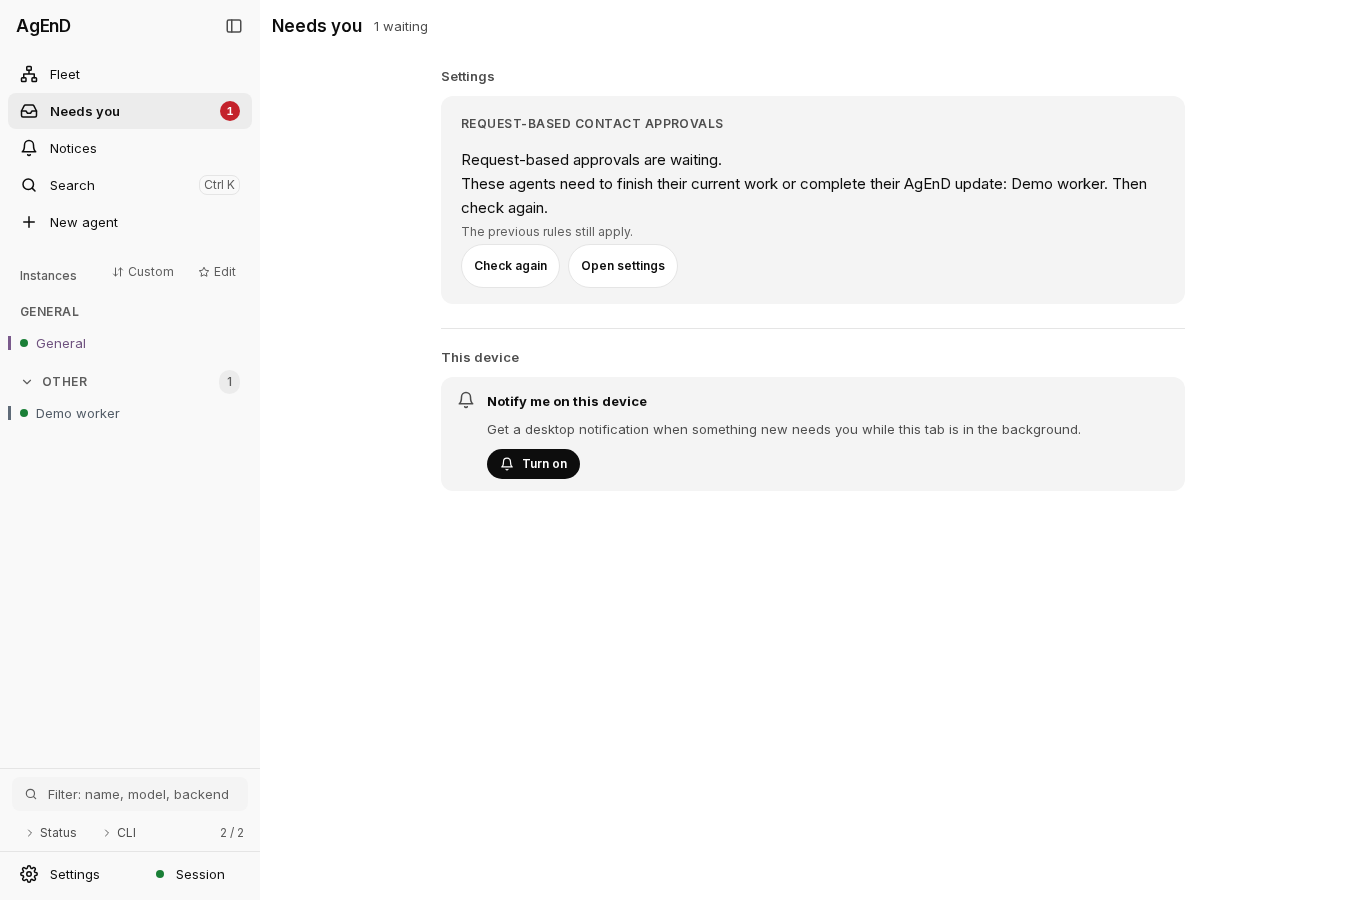 AgEnD
Fleet
Needs you
1
Notices
Search
Ctrl K
New agent
Instances
Custom
Edit
GENERAL
General
OTHER
1
Demo worker
Filter: name, model, backend
Status
CLI
2 / 2
Settings
Session
Needs you
1 waiting
Settings
REQUEST-BASED CONTACT APPROVALS
Request-based approvals are waiting.
These agents need to finish their current work or complete their AgEnD update: Demo worker. Then
check again.
The previous rules still apply.
Check again
Open settings
This device
Notify me on this device
Get a desktop notification when something new needs you while this tab is in the background.
Turn on